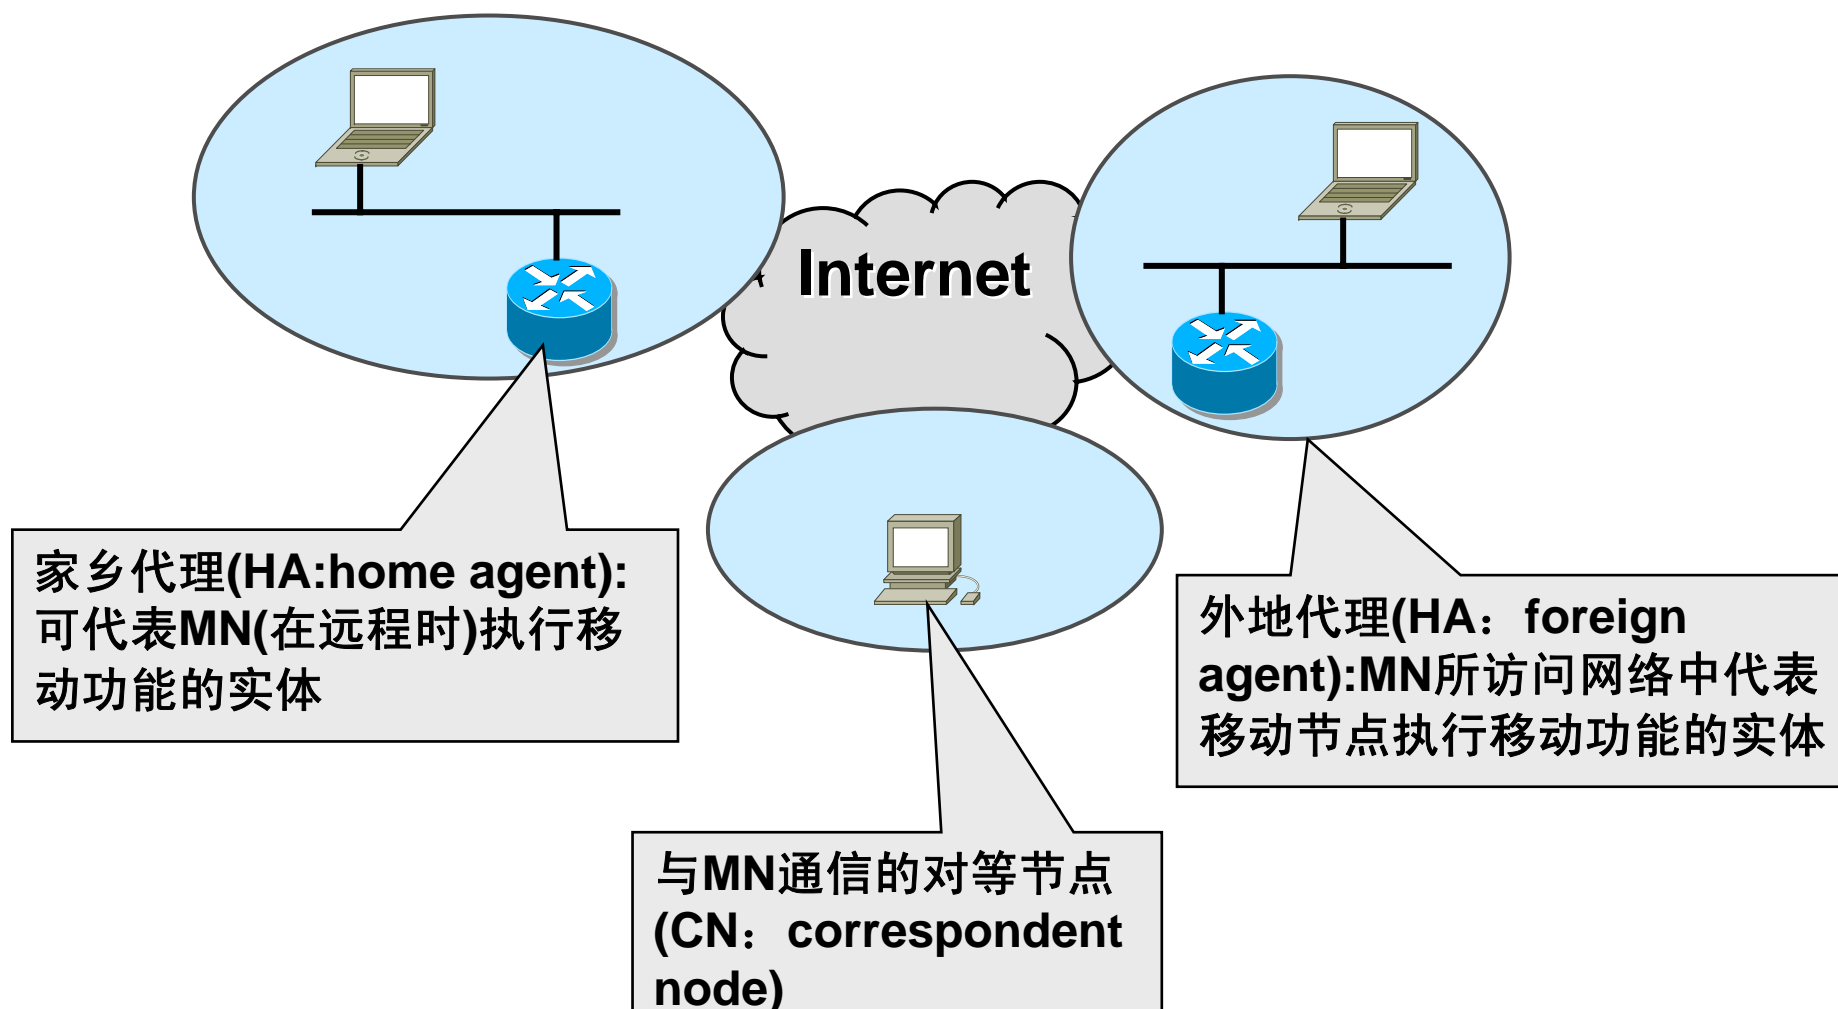 Internet
家乡代理(HA:home agent):
可代表MN(在远程时)执行移
动功能的实体
外地代理(HA：foreign
agent):MN所访问网络中代表
移动节点执行移动功能的实体
与MN通信的对等节点
(CN：correspondent
node)